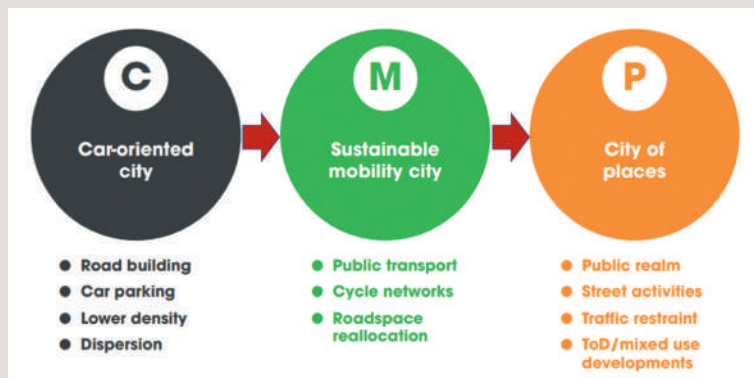 C
Car-oriented
city
● Road building
● Car parking
● Lower density
● Dispersion
M
Sustainable
mobility city
● Public transport
● Cycle networks
● Roadspace
reallocation
P
City of
places
● Public realm
● Street activities
● Traffic restraint
● ToD/mixed use
developments